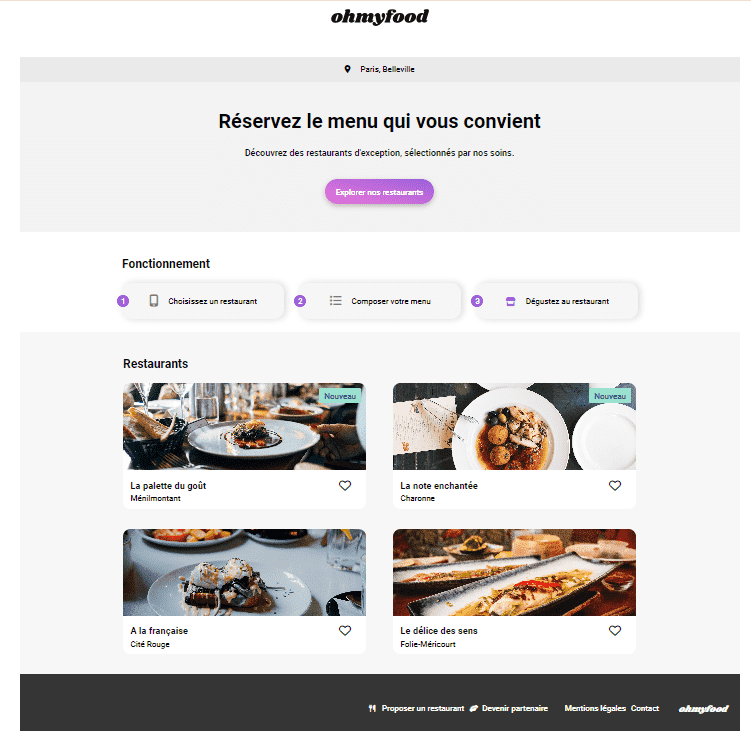 ohmyfood
Paris, Belleville
Réservez le menu qui vous convient
Découvrez des restaurants d'exception, sélectionnés par nos soins.
Explorer nos restaurants
Fonctionnement
1 Choisissez un restaurant
2 Composer votre menu
3 Dégustez au restaurant
Restaurants
Nouveau
La palette du goût
Ménilmontant
Nouveau
La note enchantée
Charonne
A la française
Cité Rouge
Le délice des sens
Folie-Méricourt
Proposer un restaurant Devenir partenaire Mentions légales Contact ohmyfood